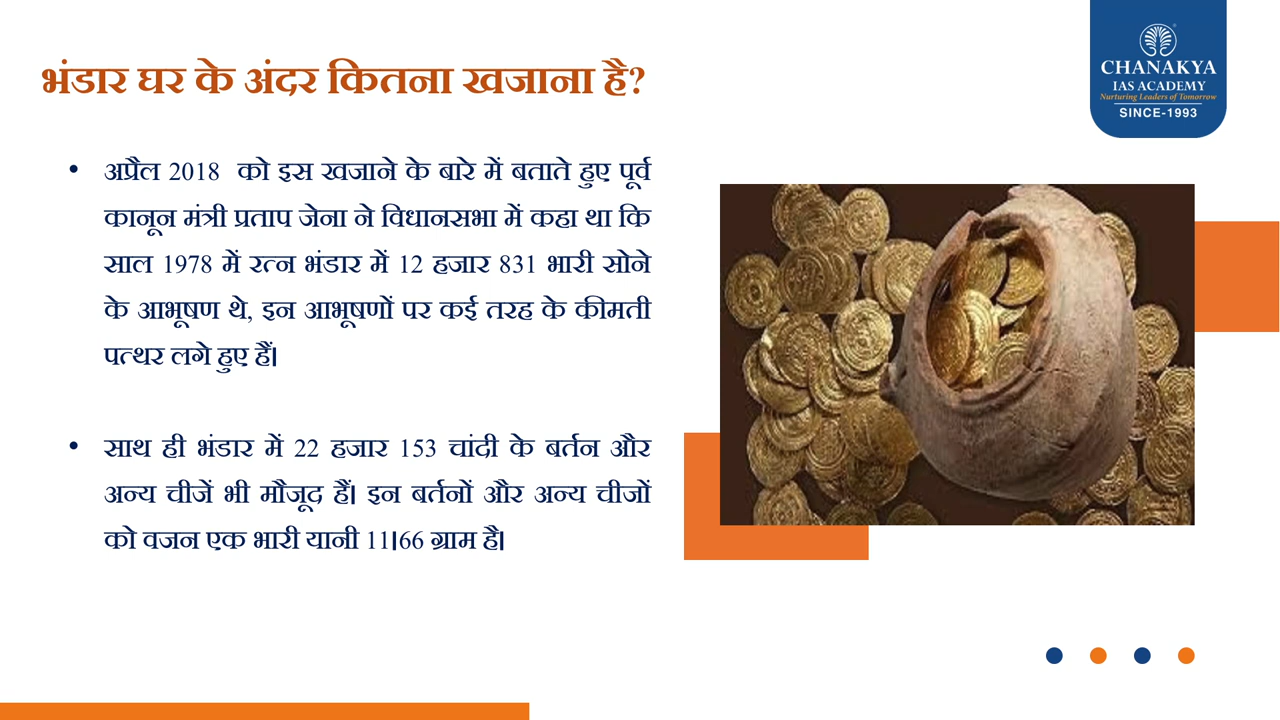 भंडार घर के अंदर कितना खजाना है?
CHANAKYA
IAS ACADEMY
Nurturing Leaders of Tomorrow
SINCE-1993
• अप्रैल 2018 को इस खजाने के बारे में बताते हुए पूर्व
कानून मंत्री प्रताप जेना ने विधानसभा में कहा था कि
साल 1978 में रत्न भंडार में 12 हजार 831 भारी सोने
के आभूषण थे, इन आभूषणों पर कई तरह के कीमती
पत्थर लगे हुए हैं।
• साथ ही भंडार में 22 हजार 153 चांदी के बर्तन और
अन्य चीजें भी मौजूद हैं। इन बर्तनों और अन्य चीजों
को वजन एक भारी यानी 11।66 ग्राम है।